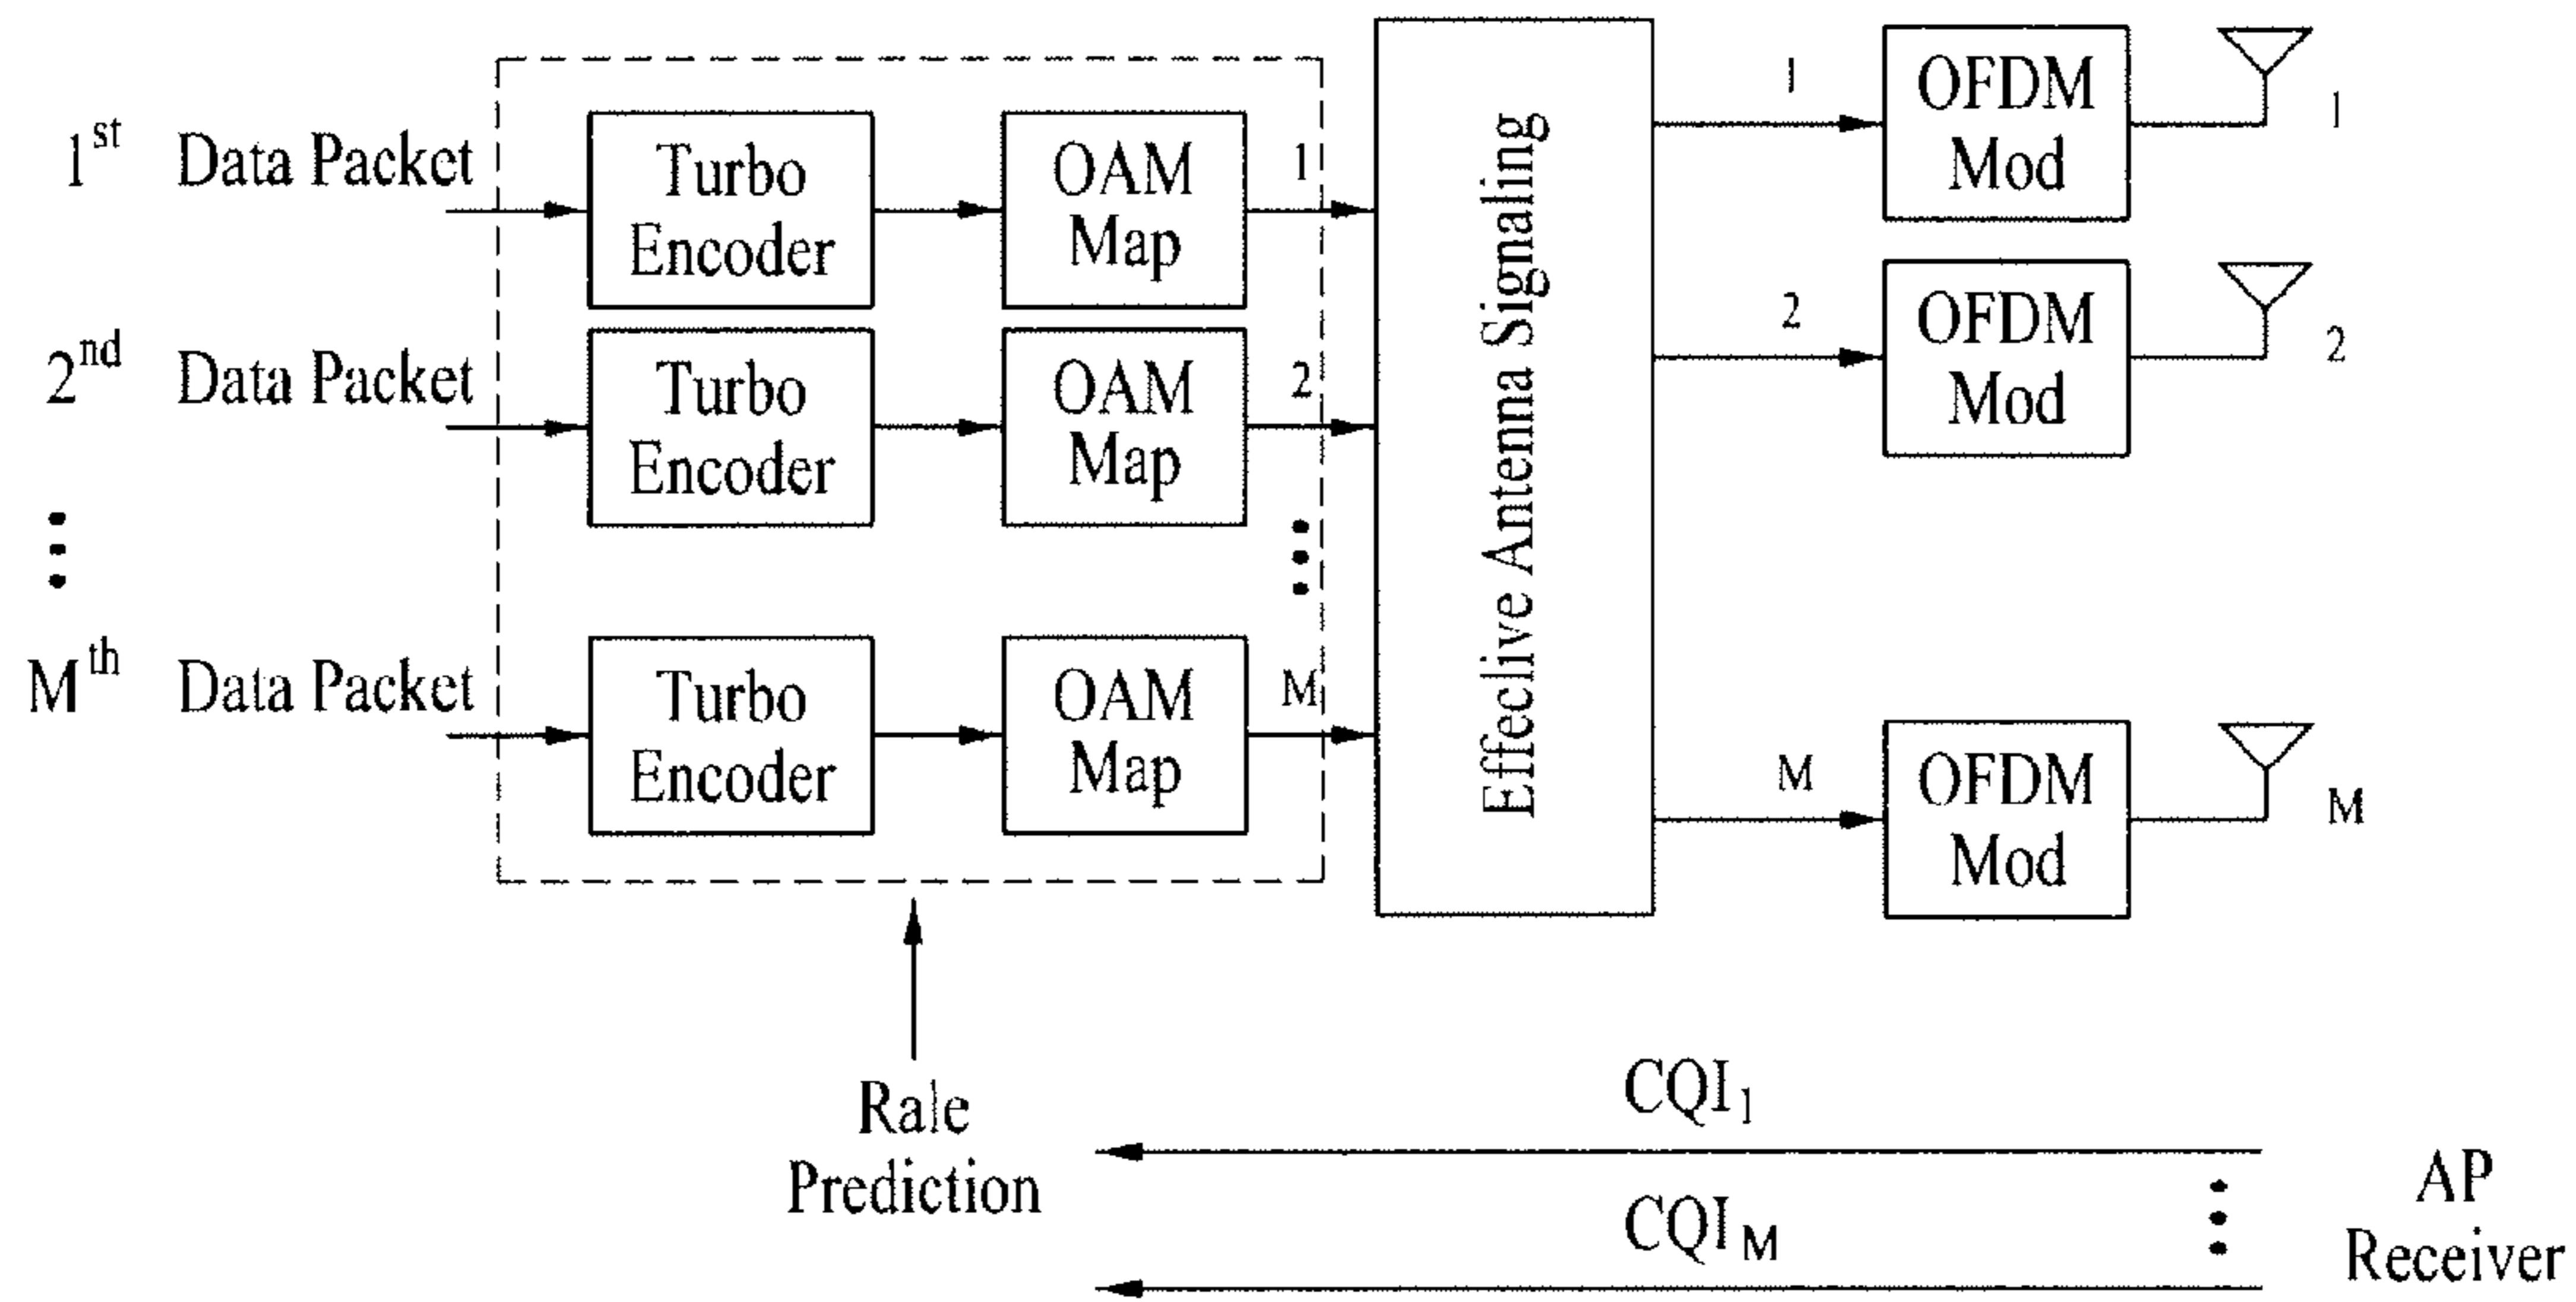 1st Data Packet
Turbo
Encoder
OAM
Map
1
2nd Data Packet
Turbo
Encoder
OAM
Map
2
Mth Data Packet
Turbo
Encoder
OAM
Map
M
Effeclive Antenna Signaling
1
OFDM
Mod
1
2
OFDM
Mod
2
M
OFDM
Mod
M
Rale
Prediction
CQI1
CQIM
AP
Receiver